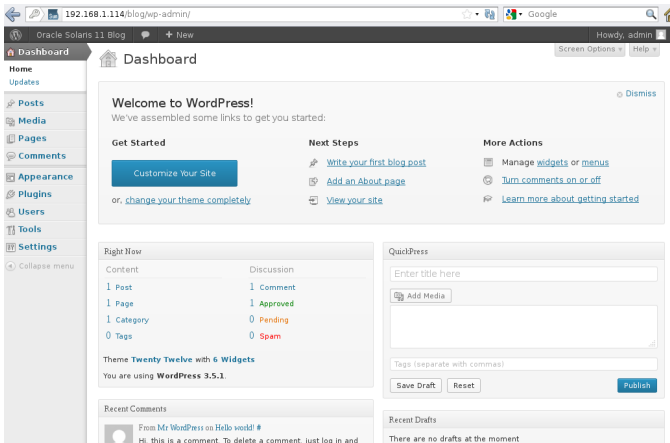 192.168.1.114/blog/wp-admin/
Google
Oracle Solaris 11 Blog + New
Howdy, admin
Dashboard
Screen Options Help
Home
Updates
Posts
Media
Pages
Comments
Appearance
Plugins
Users
Tools
Settings
Collapse menu
Dashboard
Dismiss
Welcome to WordPress!
We've assembled some links to get you started:
Get Started
Customize Your Site
or, change your theme completely
Next Steps
Write your first blog post
Add an About page
View your site
More Actions
Manage widgets or menus
Turn comments on or off
Learn more about getting started
Right Now
Content Discussion
1 Post 1 Comment
1 Page 1 Approved
1 Category 0 Pending
0 Tags 0 Spam
Theme Twenty Twelve with 6 Widgets
You are using WordPress 3.5.1.
Recent Comments
From Mr WordPress on Hello world! #
Hi, this is a comment. To delete a comment, just log in and
QuickPress
Enter title here
Add Media
Tags (separate with commas)
Save Draft Reset Publish
Recent Drafts
There are no drafts at the moment